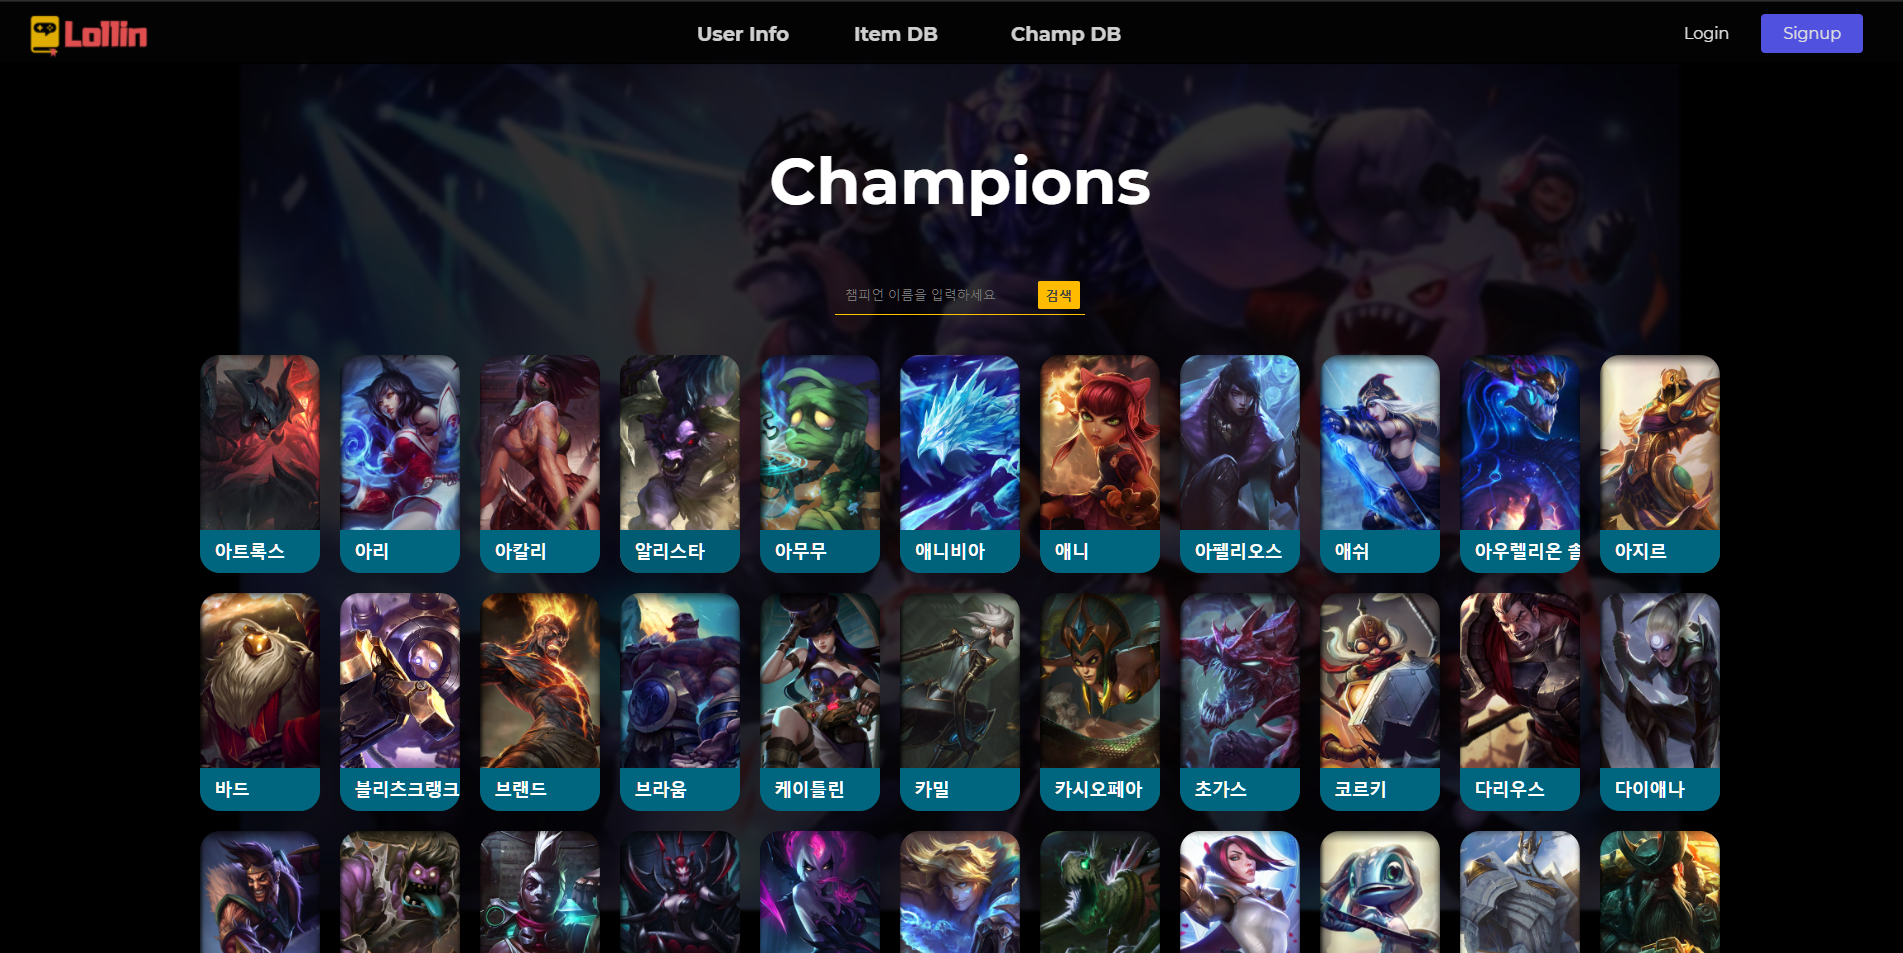 Lollin
User Info
Item DB
Champ DB
Login
Signup
Champions
챔피언 이름을 입력하세요
검색
아트록스
아리
아칼리
알리스타
아무무
애니비아
애니
아펠리오스
애쉬
아우렐리온 솔
아지르
바드
블리츠크랭크
브랜드
브라움
케이틀린
카밀
카시오페아
초가스
코르키
다리우스
다이애나